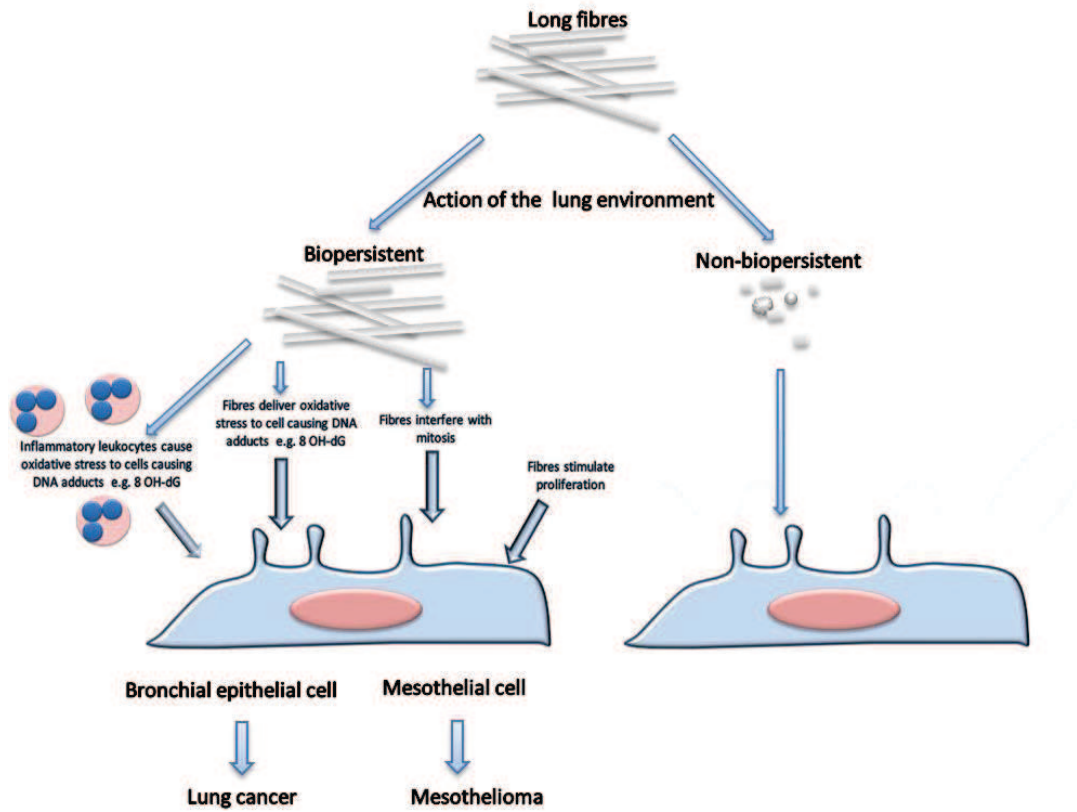 Long fibres
Action of the lung environment
Biopersistent
Non-biopersistent
Inflammatory leukocytes cause
oxidative stress to cells causing
DNA adducts e.g. 8 OH-dG
Fibres deliver oxidative
stress to cell causing DNA
adducts e.g. 8 OH-dG
Fibres interfere with
mitosis
Fibres stimulate
proliferation
Bronchial epithelial cell
Mesothelial cell
Lung cancer
Mesothelioma